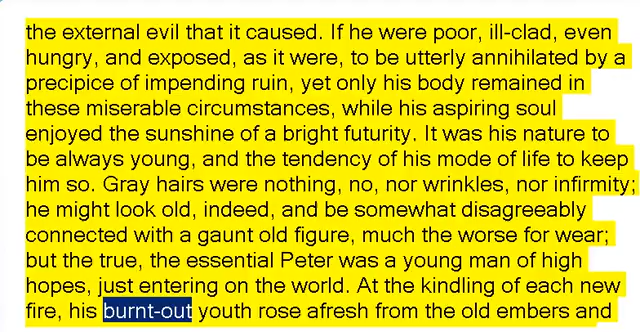 the external evil that it caused. If he were poor, ill-clad, even
hungry, and exposed, as it were, to be utterly annihilated by a
precipice of impending ruin, yet only his body remained in
these miserable circumstances, while his aspiring soul
enjoyed the sunshine of a bright futurity. It was his nature to
be always young, and the tendency of his mode of life to keep
him so. Gray hairs were nothing, no, nor wrinkles, nor infirmity;
he might look old, indeed, and be somewhat disagreeably
connected with a gaunt old figure, much the worse for wear;
but the true, the essential Peter was a young man of high
hopes, just entering on the world. At the kindling of each new
fire, his burnt-out youth rose afresh from the old embers and